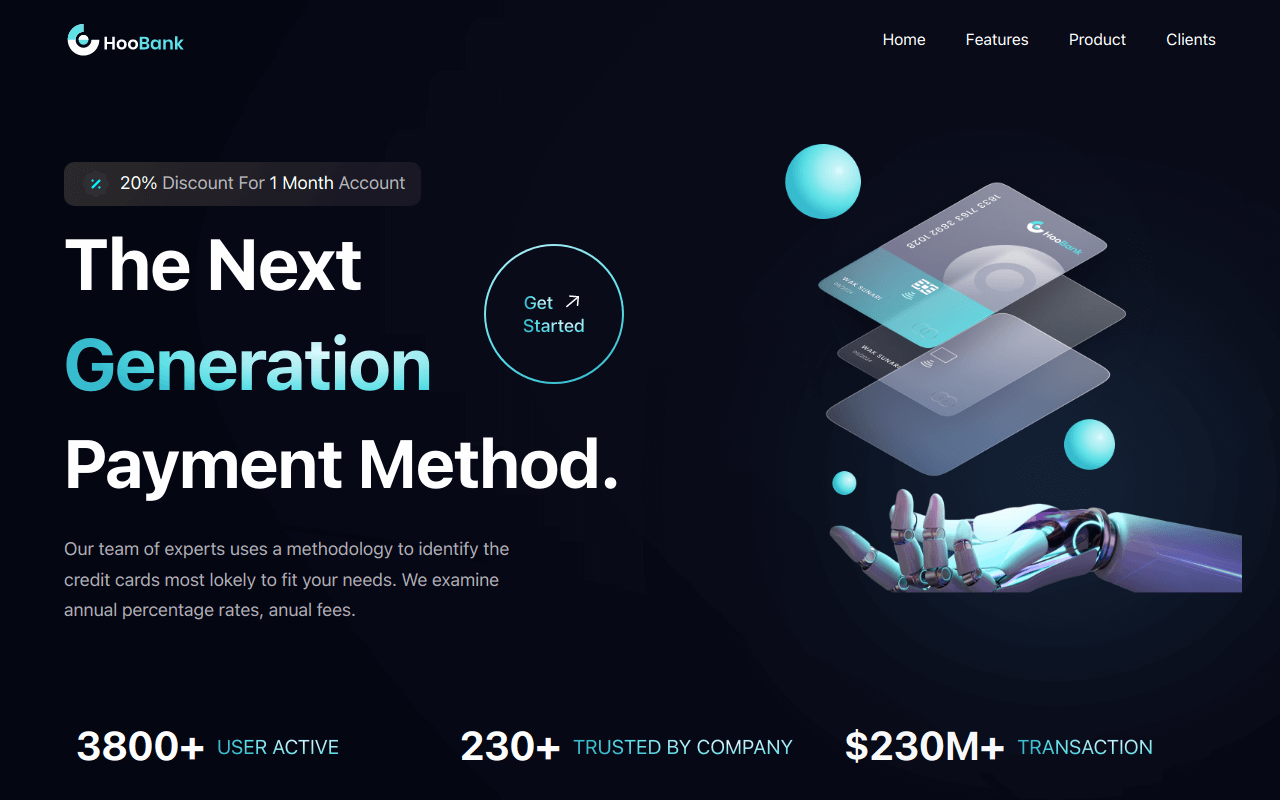 HooBank
Home Features Product Clients
20% Discount For 1 Month Account
The Next
Generation
Payment Method.
Get
Started
1633 7163 3892 1028
HooBank
WAK SUNARI
WAK SUNARI
Our team of experts uses a methodology to identify the
credit cards most lokely to fit your needs. We examine
annual percentage rates, anual fees.
3800+ USER ACTIVE
230+ TRUSTED BY COMPANY
$230M+ TRANSACTION